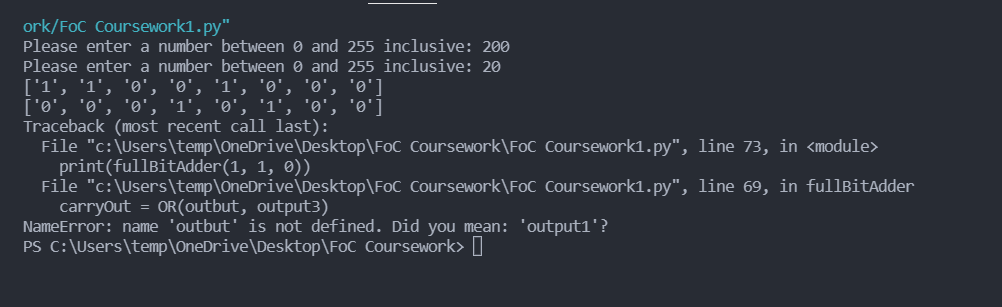 ork/FoC Coursework1.py"
Please enter a number between 0 and 255 inclusive: 200
Please enter a number between 0 and 255 inclusive: 20
['1', '1', '0', '0', '1', '0', '0', '0']
['0', '0', '0', '1', '0', '1', '0', '0']
Traceback (most recent call last):
  File "c:\Users\temp\OneDrive\Desktop\FoC Coursework\FoC Coursework1.py", line 73, in <module>
    print(fullBitAdder(1, 1, 0))
  File "c:\Users\temp\OneDrive\Desktop\FoC Coursework\FoC Coursework1.py", line 69, in fullBitAdder
    carryOut = OR(outbut, output3)
NameError: name 'outbut' is not defined. Did you mean: 'output1'?
PS C:\Users\temp\OneDrive\Desktop\FoC Coursework>